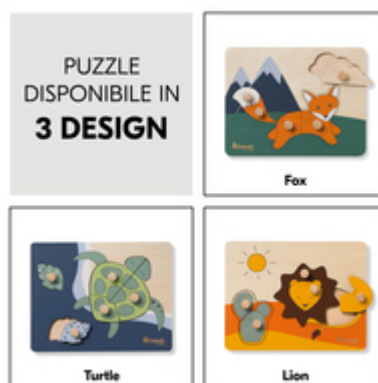 PUZZLE
DISPONIBILE IN
3 DESIGN
Fox
Turtle
Lion